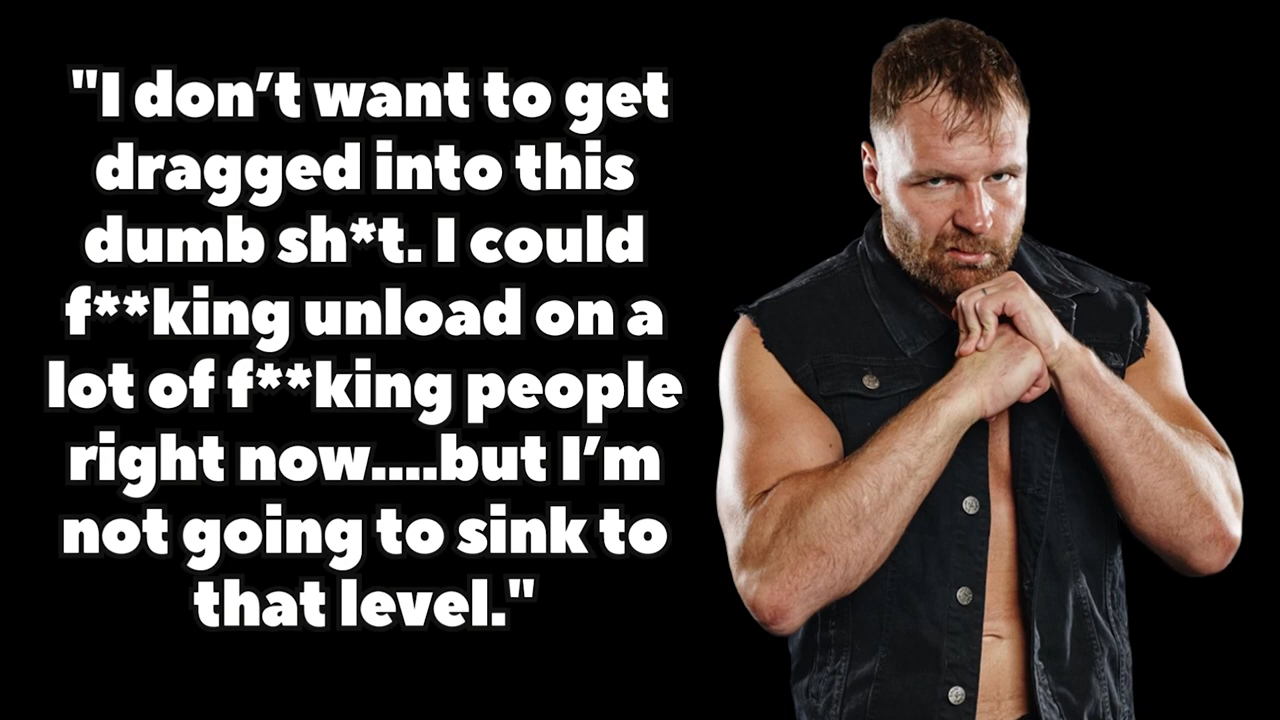 "I don’t want to get
dragged into this
dumb sh*t. I could
f**king unload on a
lot of f**king people
right now....but I’m
not going to sink to
that level."